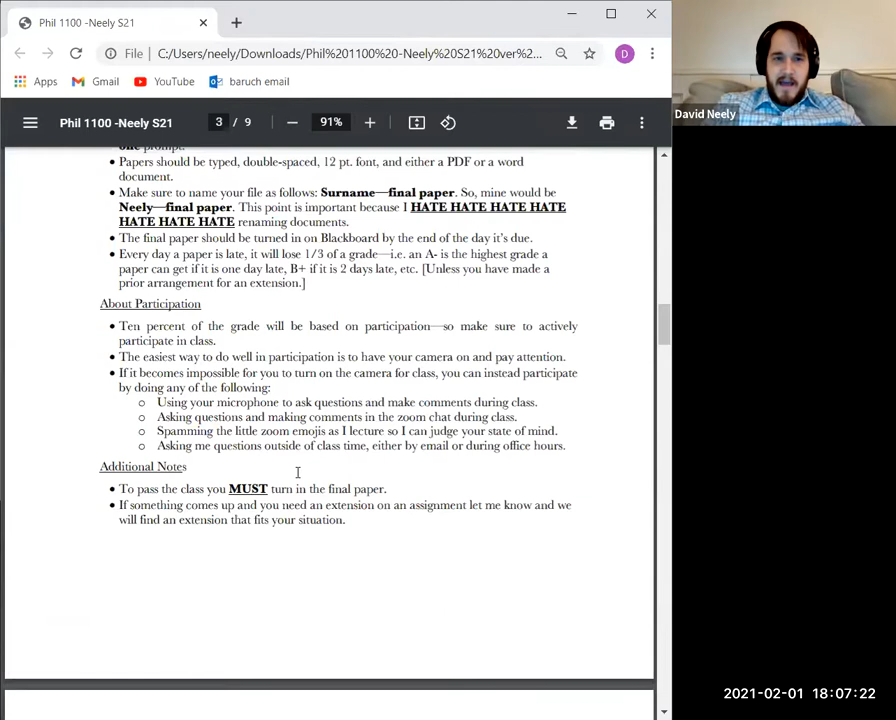 Phil 1100 -Neely S21
File
C:/Users/neely/Downloads/Phil%201100%20-Neely%20S21%20ver%2...
D
Apps
Gmail
YouTube
baruch email
Phil 1100 -Neely S21
3 / 9
91%
one prompt.
• Papers should be typed, double-spaced, 12 pt. font, and either a PDF or a word
document.
• Make sure to name your file as follows: Surname—final paper. So, mine would be
Neely—final paper. This point is important because I HATE HATE HATE HATE
HATE HATE HATE renaming documents.
• The final paper should be turned in on Blackboard by the end of the day it's due.
• Every day a paper is late, it will lose 1/3 of a grade—i.e. an A- is the highest grade a
paper can get if it is one day late, B+ if it is 2 days late, etc. [Unless you have made a
prior arrangement for an extension.]
About Participation
• Ten percent of the grade will be based on participation—so make sure to actively
participate in class.
• The easiest way to do well in participation is to have your camera on and pay attention.
• If it becomes impossible for you to turn on the camera for class, you can instead participate
by doing any of the following:
o Using your microphone to ask questions and make comments during class.
o Asking questions and making comments in the zoom chat during class.
o Spamming the little zoom emojis as I lecture so I can judge your state of mind.
o Asking me questions outside of class time, either by email or during office hours.
Additional Notes
• To pass the class you MUST turn in the final paper.
• If something comes up and you need an extension on an assignment let me know and we
will find an extension that fits your situation.
David Neely
2021-02-01 18:07:22